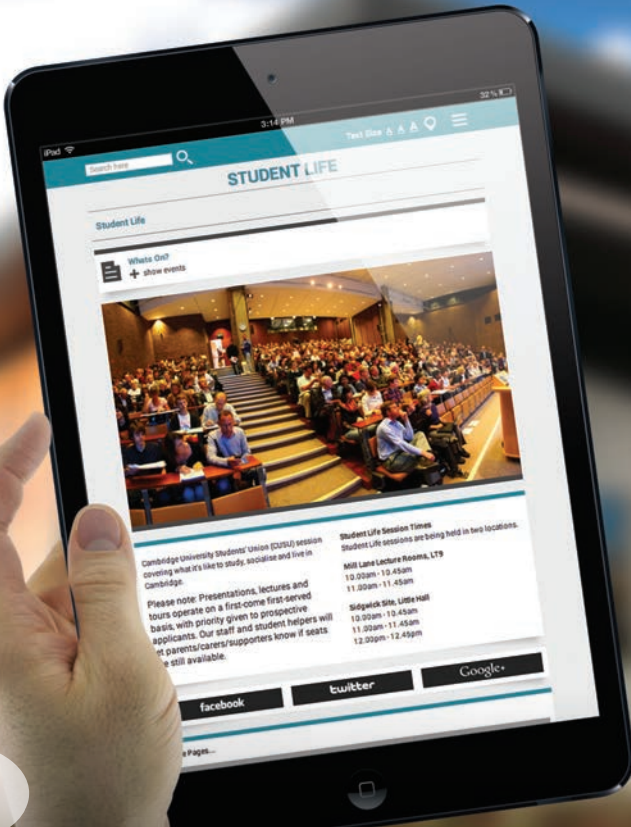 iPad
3:14 PM
32%
Search here
Text Size A A A
STUDENT LIFE
Student Life
Whats On?
+ show events
Cambridge University Students' Union (CUSU) session
covering what it's like to study, socialise and live in
Cambridge.
Please note: Presentations, lectures and
tours operate on a first-come first-served
basis, with priority given to prospective
applicants. Our staff and student helpers will
et parents/carers/supporters know if seats
e still available.
Student Life Session Times
Student Life sessions are being held in two locations.
Mill Lane Lecture Rooms, LT9
10.00am - 10.45am
11.00am - 11.45am
Sidgwick Site, Little Hall
10.00am - 10.45am
11.00am - 11.45am
12.00pm - 12.45pm
facebook
twitter
Google+
e Pages...